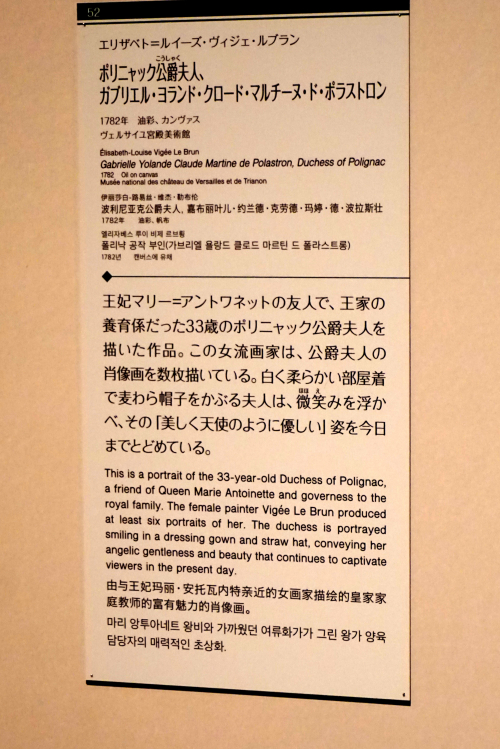 52
エリザベト＝ルイーズ・ヴィジェ・ルブラン
こうしゃく
ポリニャック公爵夫人、
ガブリエル・ヨランド・クロード・マルチーヌ・ド・ポラストロン
1782年　油彩、カンヴァス
ヴェルサイユ宮殿美術館
Élisabeth-Louise Vigée Le Brun
Gabrielle Yolande Claude Martine de Polastron, Duchess of Polignac
1782　Oil on canvas
Musée national des château de Versailles et de Trianon
伊丽莎白-路易丝・维杰・勒布伦
波利尼亚克公爵夫人，嘉布丽叶儿・约兰德・克劳德・玛婷・德・波拉斯壮
1782年　油彩、帆布
엘리자베스 루이 비제 르브룅
폴리냑 공작 부인(가브리엘 욜랑드 클로드 마르틴 드 폴라스트롱)
1782년　캔버스에 유채
王妃マリー＝アントワネットの友人で、王家の
養育係だった33歳のポリニャック公爵夫人を
描いた作品。この女流画家は、公爵夫人の
肖像画を数枚描いている。白く柔らかい部屋着
ほほ え
で麦わら帽子をかぶる夫人は、微笑みを浮か
べ、その「美しく天使のように優しい」姿を今日
までとどめている。
This is a portrait of the 33-year-old Duchess of Polignac,
a friend of Queen Marie Antoinette and governess to the
royal family. The female painter Vigée Le Brun produced
at least six portraits of her. The duchess is portrayed
smiling in a dressing gown and straw hat, conveying her
angelic gentleness and beauty that continues to captivate
viewers in the present day.
由与王妃玛丽・安托瓦内特亲近的女画家描绘的皇家家
庭教师的富有魅力的肖像画。
마리 앙투아네트 왕비와 가까웠던 여류화가가 그린 왕가 양육
담당자의 매력적인 초상화.